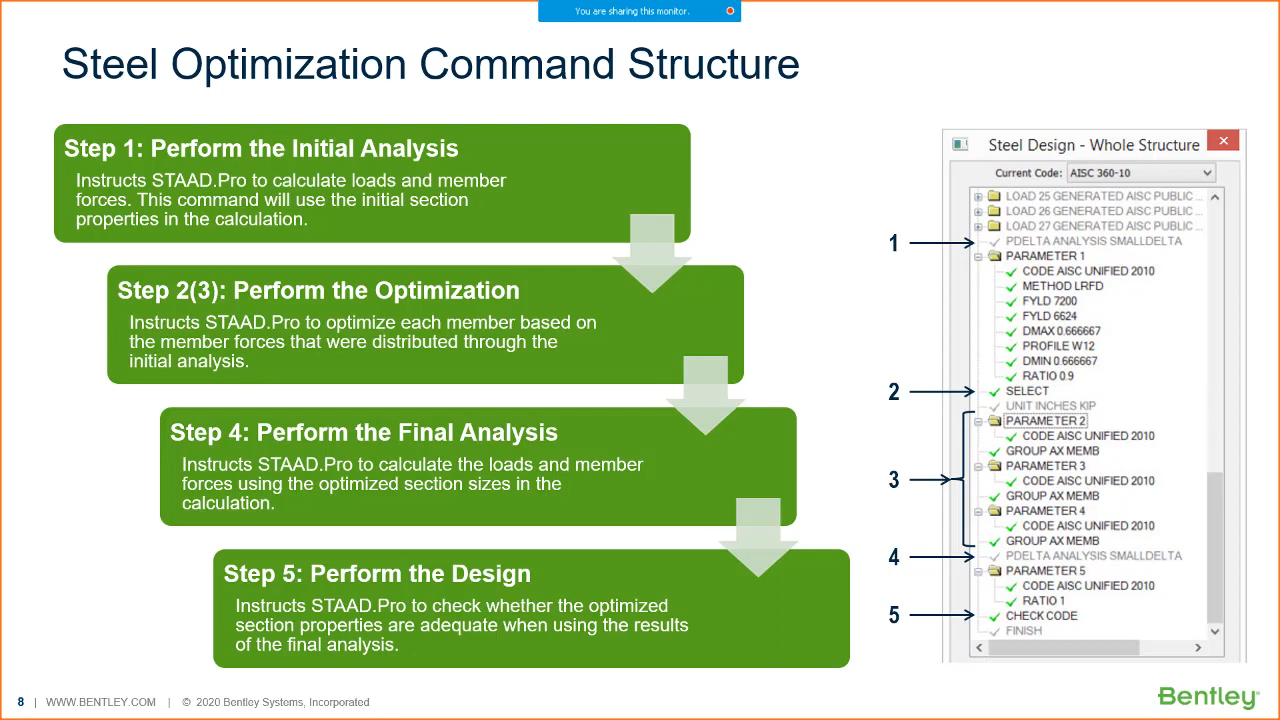 You are sharing this monitor.
Steel Optimization Command Structure
Step 1: Perform the Initial Analysis
Instructs STAAD.Pro to calculate loads and member
forces. This command will use the initial section
properties in the calculation.
Step 2(3): Perform the Optimization
Instructs STAAD.Pro to optimize each member based on
the member forces that were distributed through the
initial analysis.
Step 4: Perform the Final Analysis
Instructs STAAD.Pro to calculate the loads and member
forces using the optimized section sizes in the
calculation.
Step 5: Perform the Design
Instructs STAAD.Pro to check whether the optimized
section properties are adequate when using the results
of the final analysis.
Steel Design - Whole Structure
Current Code: AISC 360-10
LOAD 25 GENERATED AISC PUBLIC ...
LOAD 26 GENERATED AISC PUBLIC ...
LOAD 27 GENERATED AISC PUBLIC ...
1 PDELTA ANALYSIS SMALLDELTA
PARAMETER 1
CODE AISC UNIFIED 2010
METHOD LRFD
FYLD 7200
FYLD 6624
DMAX 0.666667
PROFILE W12
DMIN 0.666667
RATIO 0.9
2 SELECT
UNIT INCHES KIP
PARAMETER 2
CODE AISC UNIFIED 2010
GROUP AX MEMB
PARAMETER 3
3 CODE AISC UNIFIED 2010
GROUP AX MEMB
PARAMETER 4
CODE AISC UNIFIED 2010
GROUP AX MEMB
4 PDELTA ANALYSIS SMALLDELTA
PARAMETER 5
CODE AISC UNIFIED 2010
RATIO 1
5 CHECK CODE
FINISH
8 | WWW.BENTLEY.COM | © 2020 Bentley Systems, Incorporated
Bentley